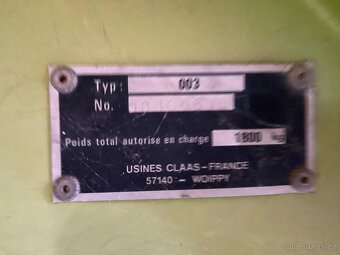 Typ: 003
No.
Poids total autorise en charge 1800 kg
USINES CLAAS-FRANCE
57140 - WOIPPY